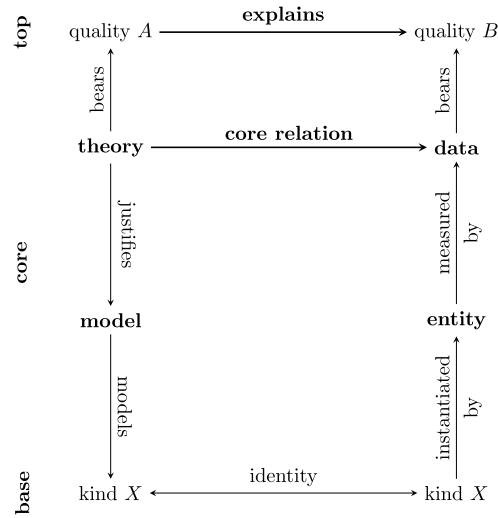 top
explains
quality A
quality B
bears
bears
theory
core relation
data
justifies
measured
by
core
model
entity
models
instantiated
by
base
kind X
identity
kind X